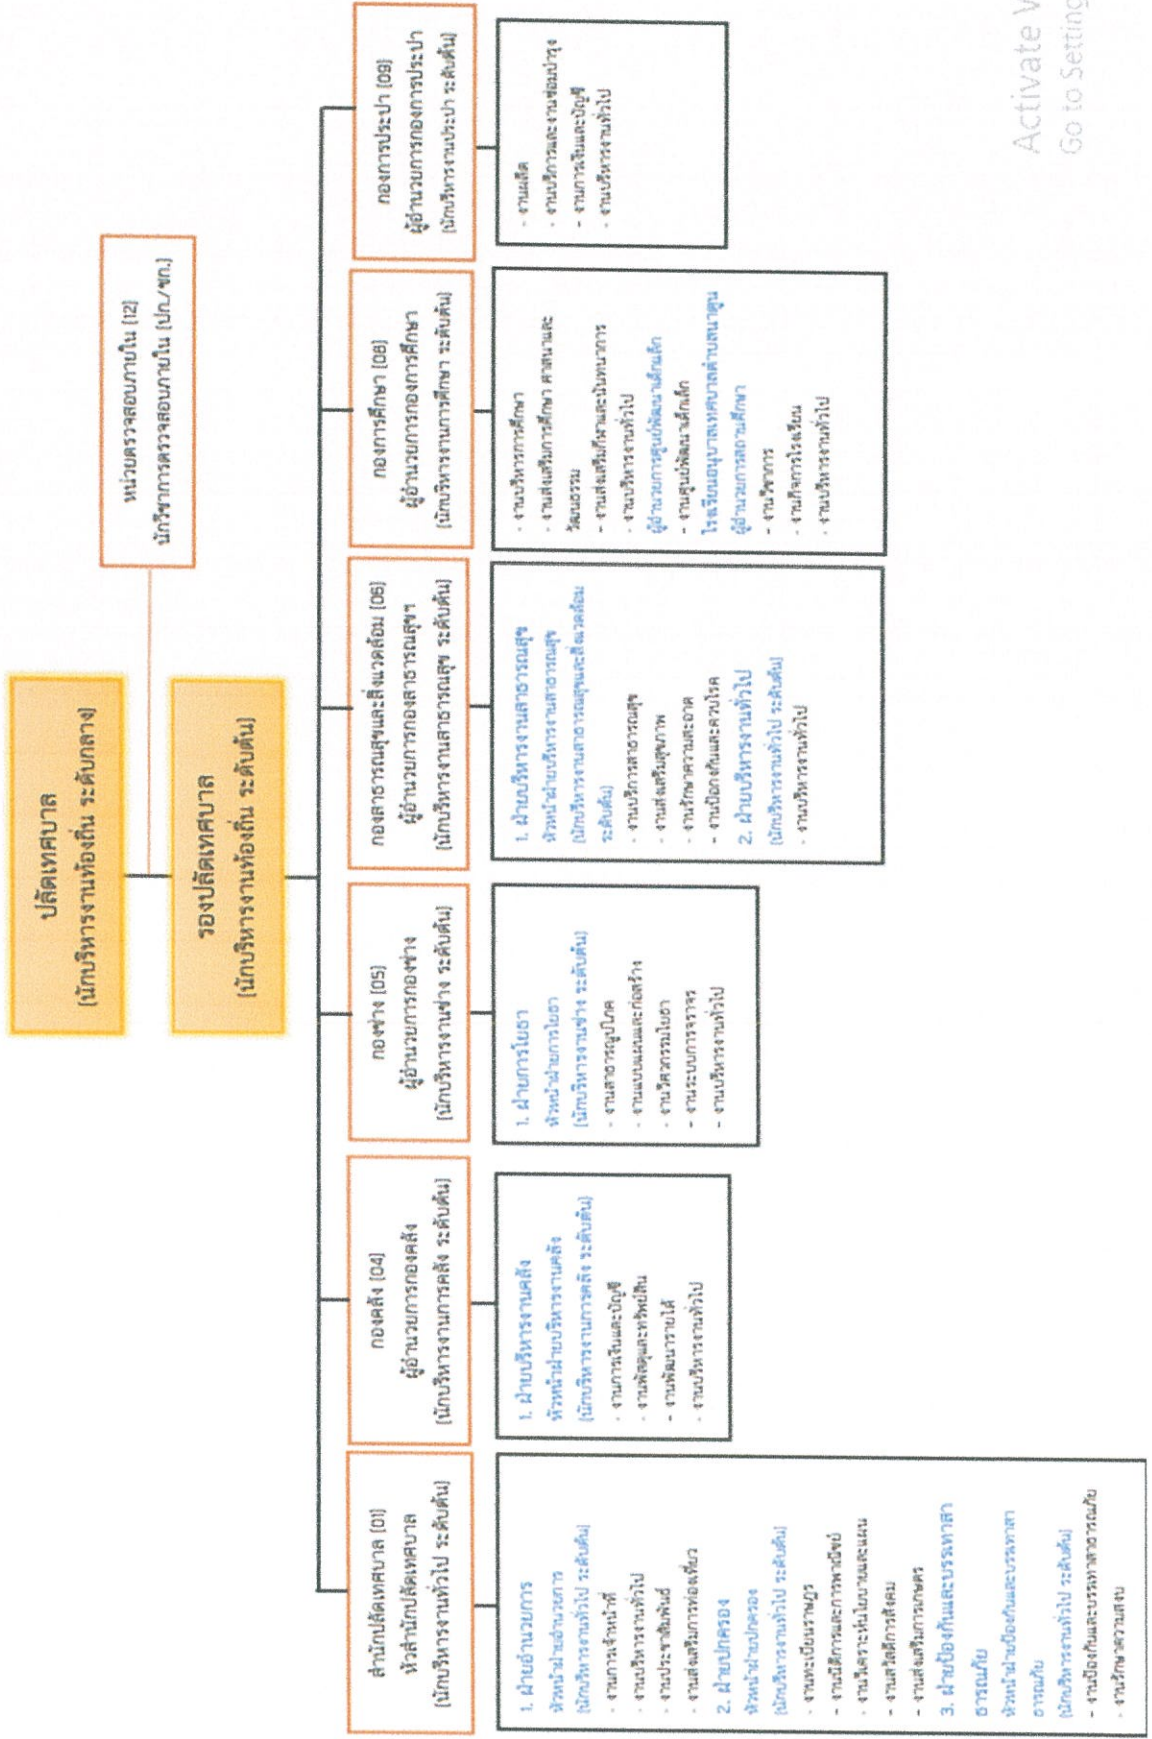 ปลัดเทศบาล
(นักบริหารงานท้องถิ่น ระดับกลาง)
หน่วยตรวจสอบภายใน (12)
นักวิชาการตรวจสอบภายใน (ปก./ชก.)
รองปลัดเทศบาล
(นักบริหารงานท้องถิ่น ระดับต้น)
สำนักปลัดเทศบาล (01)
หัวสำนักปลัดเทศบาล
(นักบริหารงานทั่วไป ระดับต้น)
1. ฝ่ายอำนวยการ
หัวหน้าฝ่ายอำนวยการ
(นักบริหารงานทั่วไป ระดับต้น)
- งานการเจ้าหน้าที่
- งานบริหารงานทั่วไป
- งานประชาสัมพันธ์
- งานส่งเสริมการท่องเที่ยว
2. ฝ่ายปกครอง
หัวหน้าฝ่ายปกครอง
(นักบริหารงานทั่วไป ระดับต้น)
- งานทะเบียนราษฎร
- งานนิติการและการพาณิชย์
- งานวิเคราะห์นโยบายและแผน
- งานสวัสดิการสังคม
- งานส่งเสริมการเกษตร
3. ฝ่ายป้องกันและบรรเทาสา
ธารณภัย
หัวหน้าฝ่ายป้องกันและบรรเทาสา
ธารณภัย
(นักบริหารงานทั่วไป ระดับต้น)
- งานป้องกันและบรรเทาสาธารณภัย
- งานรักษาความสงบ
กองคลัง (04)
ผู้อำนวยการกองคลัง
(นักบริหารงานการคลัง ระดับต้น)
1. ฝ่ายบริหารงานคลัง
หัวหน้าฝ่ายบริหารงานคลัง
(นักบริหารงานการคลัง ระดับต้น)
- งานการเงินและบัญชี
- งานพัสดุและทรัพย์สิน
- งานพัฒนารายได้
- งานบริหารงานทั่วไป
กองช่าง (05)
ผู้อำนวยการกองช่าง
(นักบริหารงานช่าง ระดับต้น)
1. ฝ่ายการโยธา
หัวหน้าฝ่ายการโยธา
(นักบริหารงานช่าง ระดับต้น)
- งานสาธารณูปโภค
- งานแบบแผนและก่อสร้าง
- งานวิศวกรรมโยธา
- งานระบบการจราจร
- งานบริหารงานทั่วไป
กองสาธารณสุขและสิ่งแวดล้อม (06)
ผู้อำนวยการกองสาธารณสุขฯ
(นักบริหารงานสาธารณสุข ระดับต้น)
1. ฝ่ายบริหารงานสาธารณสุข
หัวหน้าฝ่ายบริหารงานสาธารณสุข
(นักบริหารงานสาธารณสุขและสิ่งแวดล้อม
ระดับต้น)
- งานบริการสาธารณสุข
- งานส่งเสริมสุขภาพ
- งานรักษาความสะอาด
- งานป้องกันและควบโรค
2. ฝ่ายบริหารงานทั่วไป
(นักบริหารงานทั่วไป ระดับต้น)
- งานบริหารงานทั่วไป
กองการศึกษา (08)
ผู้อำนวยการกองการศึกษา
(นักบริหารงานการศึกษา ระดับต้น)
- งานบริหารการศึกษา
- งานส่งเสริมการศึกษา ศาสนาและ
วัฒนธรรม
- งานส่งเสริมกีฬาและนันทนาการ
- งานบริหารงานทั่วไป
ผู้อำนวยการศูนย์พัฒนาเด็กเล็ก
- งานศูนย์พัฒนาเด็กเล็ก
โรงเรียนอนุบาลเทศบาลตำบลนาคูน
ผู้อำนวยการสถานศึกษา
- งานวิชาการ
- งานกิจการโรงเรียน
- งานบริหารงานทั่วไป
กองการประปา (09)
ผู้อำนวยการกองการประปา
(นักบริหารงานประปา ระดับต้น)
- งานผลิต
- งานบริการและงานซ่อมบำรุง
- งานการเงินและบัญชี
- งานบริหารงานทั่วไป
Activate
Go to Setting